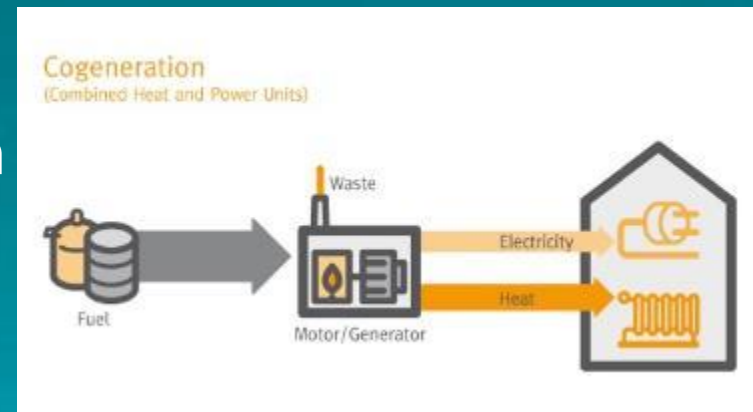 Cogeneration
(Combined Heat and Power Units)
n
Waste
Electricity
Heat
Fuel
Motor/Generator